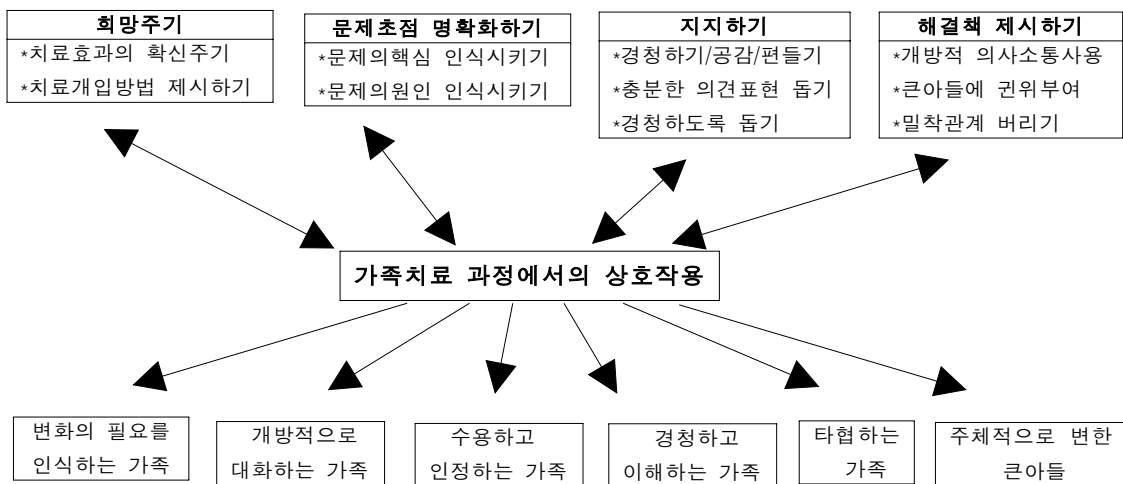 희망주기
*치료효과의 확신주기
*치료개입방법 제시하기
문제초점 명확화하기
*문제의핵심 인식시키기
*문제의원인 인식시키기
지지하기
*경청하기/공감/편들기
*충분한 의견표현 돕기
*경청하도록 돕기
해결책 제시하기
*개방적 의사소통사용
*큰아들에 귄위부여
*밀착관계 버리기
가족치료 과정에서의 상호작용
변화의 필요를
인식하는 가족
개방적으로
대화하는 가족
수용하고
인정하는 가족
경청하고
이해하는 가족
타협하는
가족
주체적으로 변한
큰아들